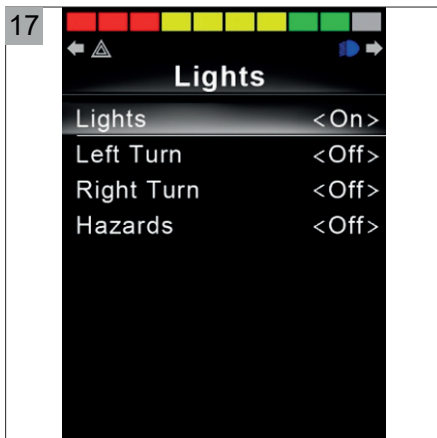 17
Lights
Lights <On>
Left Turn <Off>
Right Turn <Off>
Hazards <Off>